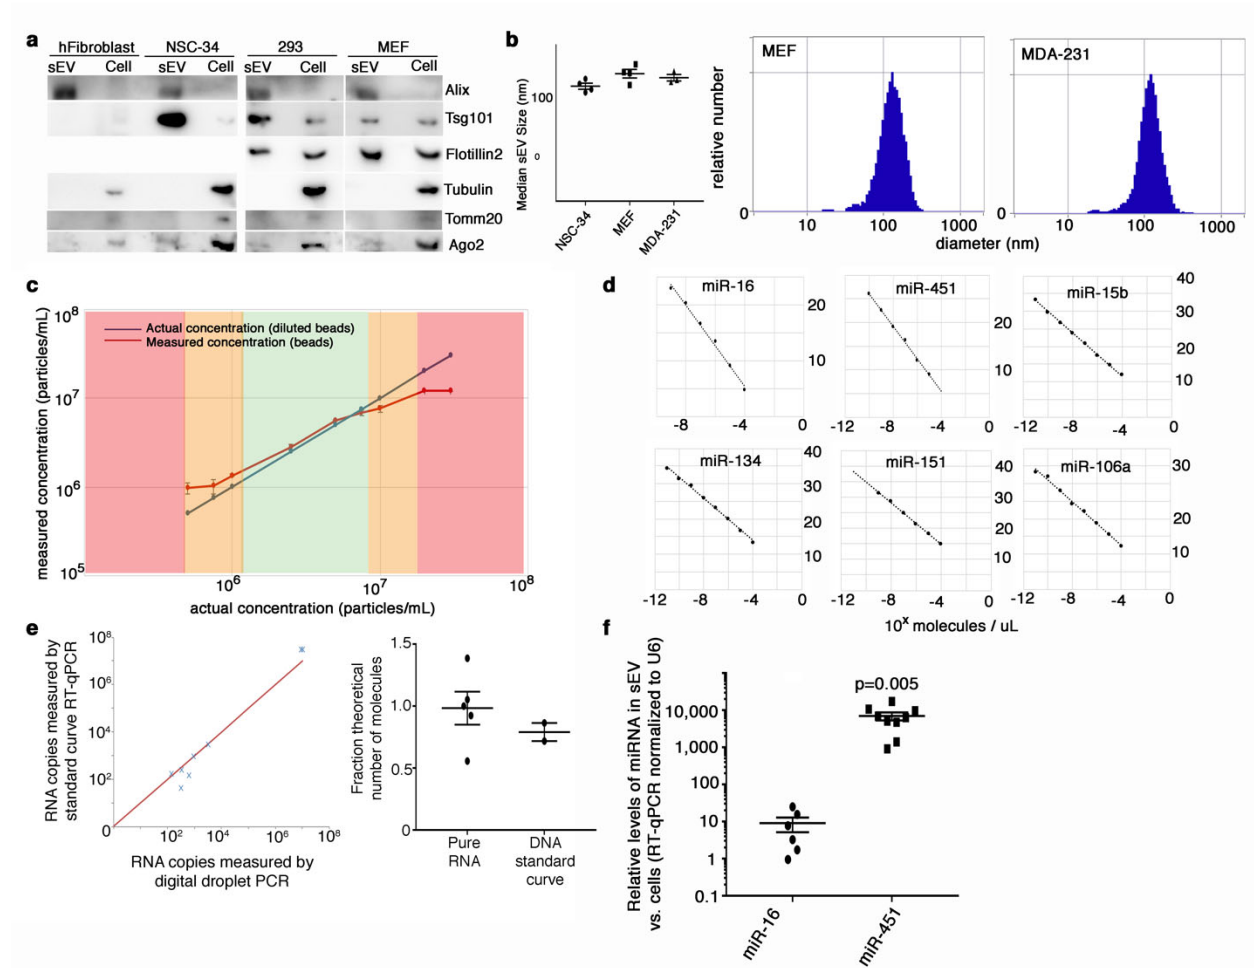 a
hFibroblast NSC-34 293 MEF
sEV Cell sEV Cell sEV Cell sEV Cell
Alix
Tsg101
Flotillin2
Tubulin
Tomm20
Ago2
b
Median sEV Size (nm)
100
0
NSC-34
MEF
MDA-231
relative number
MEF
0
10 100 1000
MDA-231
0
10 100 1000
diameter (nm)
c
measured concentration (particles/mL)
10^8
10^7
10^6
10^5
Actual concentration (diluted beads)
Measured concentration (beads)
10^6 10^7 10^8
actual concentration (particles/mL)
d
miR-16
20
10
-8 -4 0
miR-451
20
10
-12 -8 -4 0
miR-15b
40
30
20
10
-12 -8 -4 0
miR-134
40
30
20
10
-12 -8 -4 0
miR-151
40
30
20
10
-12 -8 -4 0
miR-106a
30
20
10
-12 -8 -4 0
10^x molecules / uL
e
RNA copies measured by
standard curve RT-qPCR
10^8
10^6
10^4
10^2
0
10^2 10^4 10^6 10^8
RNA copies measured by
digital droplet PCR
Fraction theoretical
number of molecules
1.5
1.0
0.5
0
Pure
RNA
DNA
standard
curve
f
Relative levels of miRNA in sEV
vs. cells (RT-qPCR normalized to U6)
p=0.005
10,000
1,000
100
10
1
0.1
miR-16
miR-451